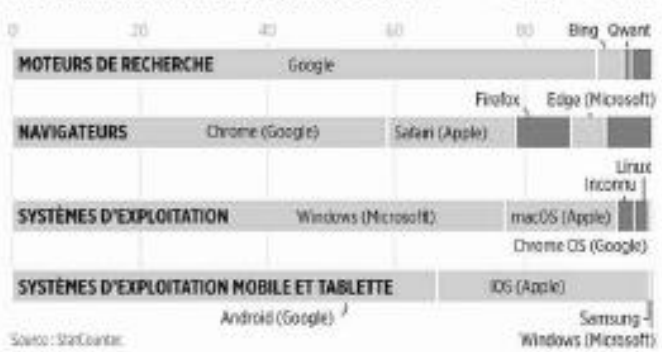 0 20 40 60 80 Bing Qwant
MOTEURS DE RECHERCHE Google
Firefox Edge (Microsoft)
NAVIGATEURS Chrome (Google) Safari (Apple)
Linux
Inconnu
SYSTÈMES D'EXPLOITATION Windows (Microsoft) macOS (Apple)
Chrome OS (Google)
SYSTÈMES D'EXPLOITATION MOBILE ET TABLETTE IOS (Apple)
Android (Google) Samsung
Source : StatCounter. Windows (Microsoft)